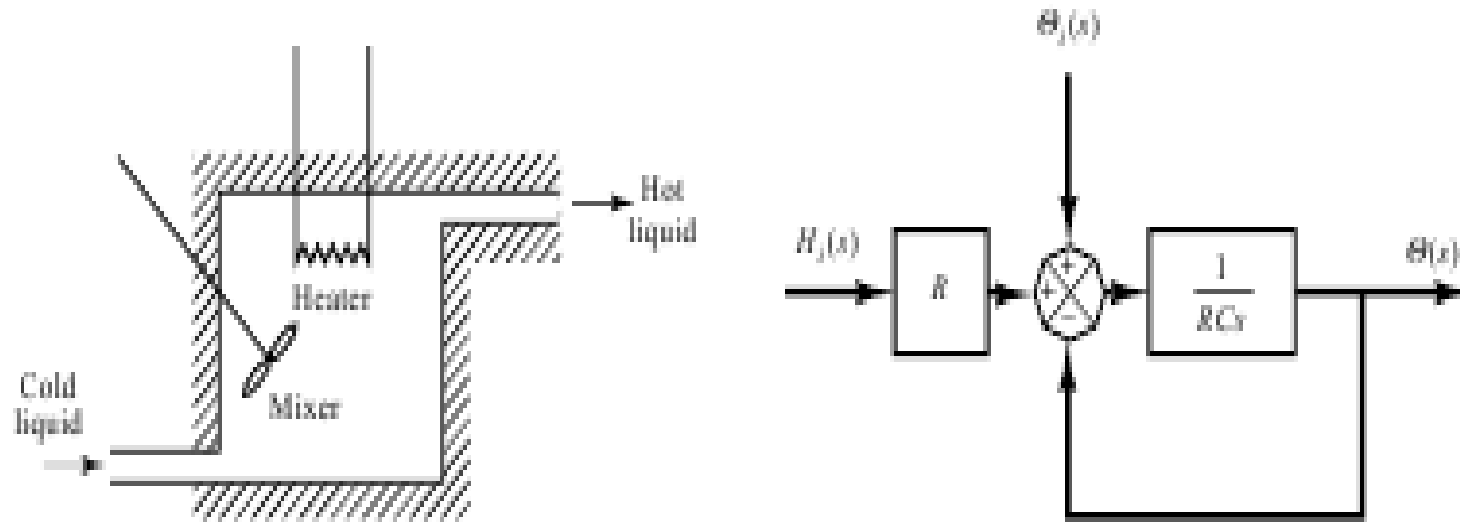 Hot
liquid
Heater
Mixer
Cold
liquid
Θi(s)
Hi(s)
R
+
+
−
1
RCs
Θ(s)